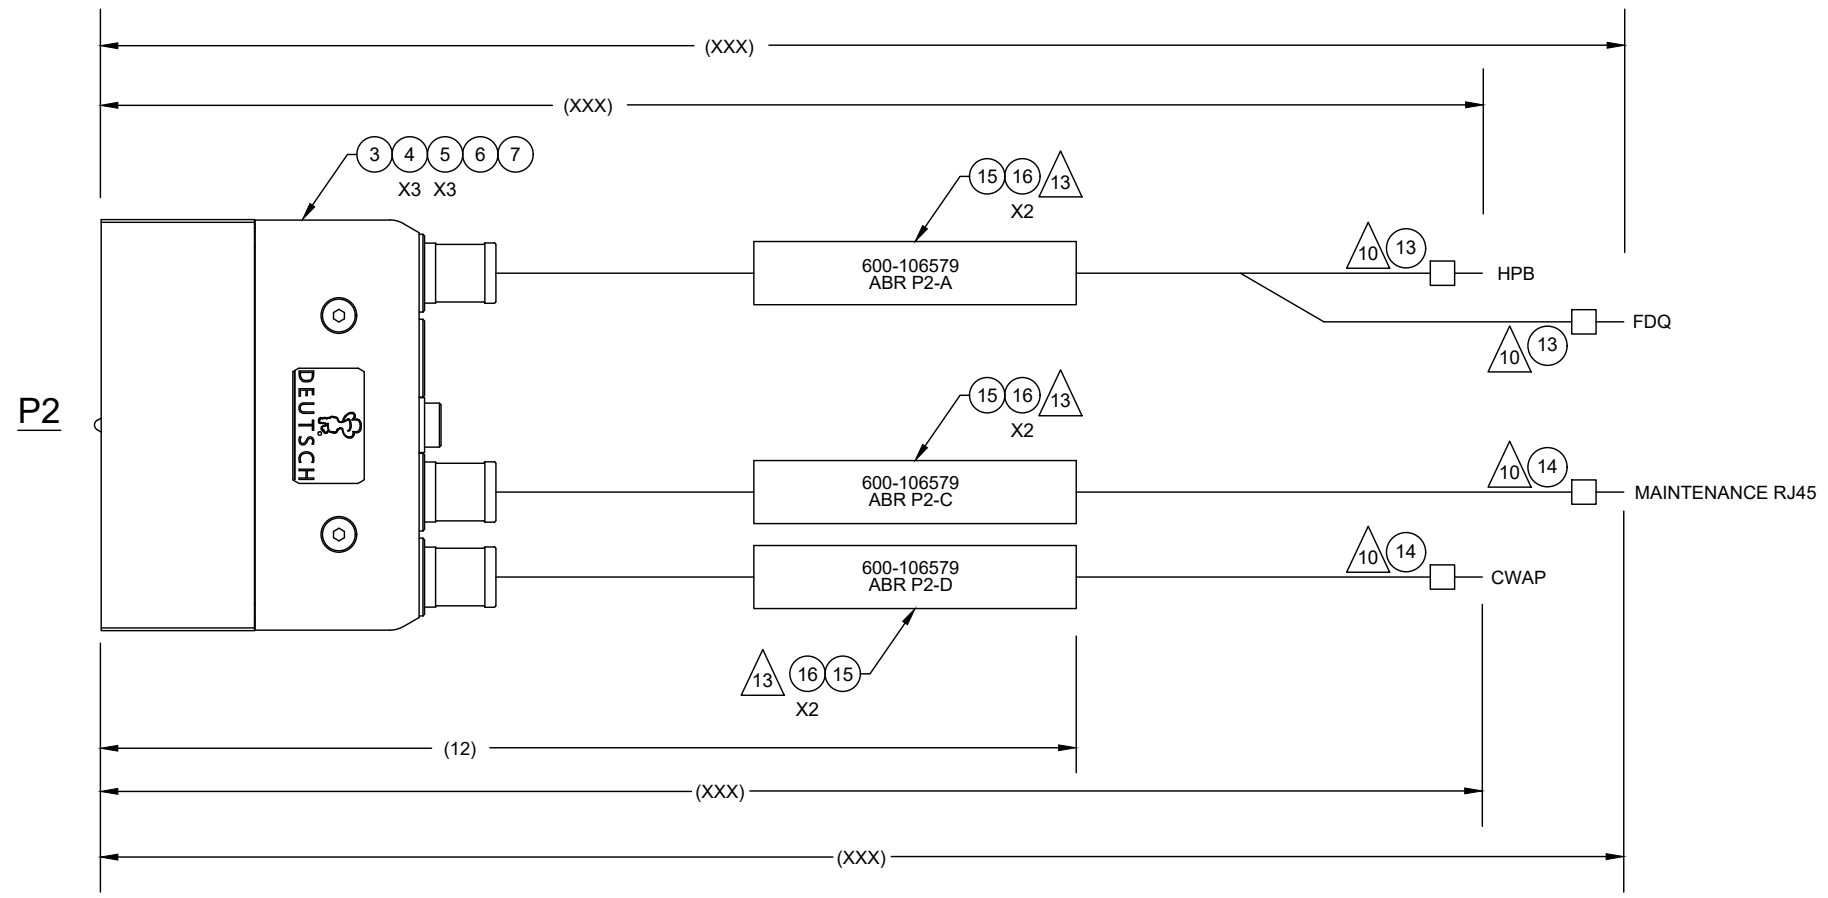 (XXX)
(XXX)
3 4 5 6 7
X3 X3
15 16 13
X2
600-106579
ABR P2-A
10 13
HPB
FDQ
10 13
P2
DEUTSCH
15 16 13
X2
600-106579
ABR P2-C
10 14
MAINTENANCE RJ45
600-106579
ABR P2-D
10 14
CWAP
13 16 15
X2
(12)
(XXX)
(XXX)